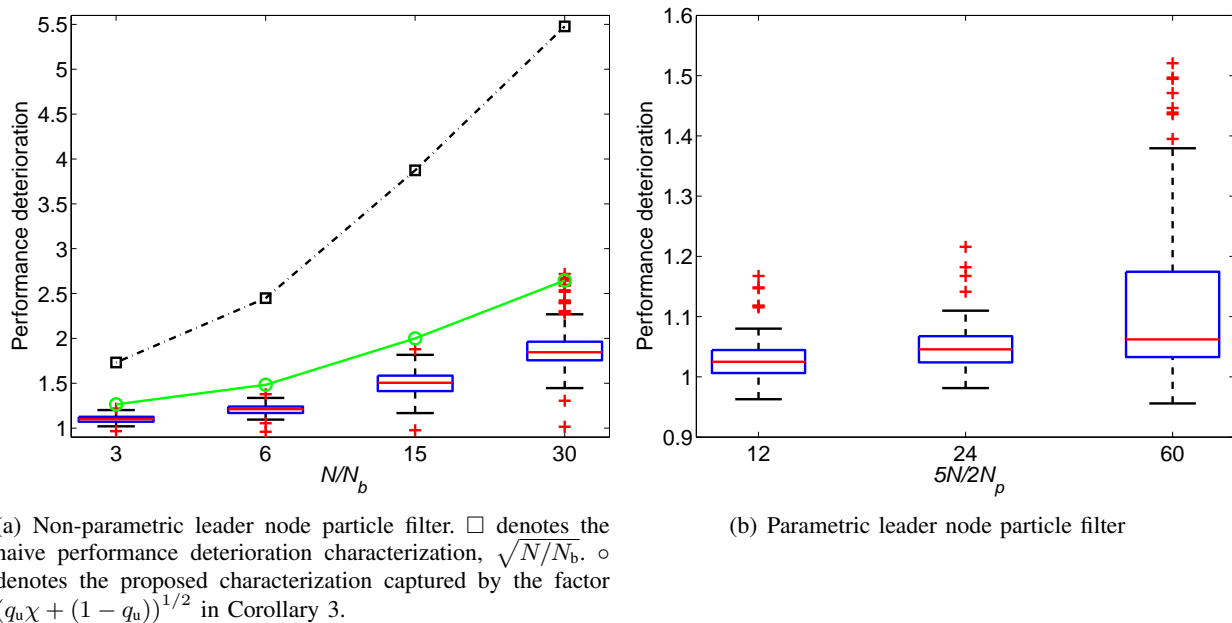 5.5
5
4.5
4
3.5
3
2.5
2
1.5
1
Performance deterioration
3 6 15 30
N/N_b
1.6
1.5
1.4
1.3
1.2
1.1
1
0.9
Performance deterioration
12 24 60
5N/2N_p
(a) Non-parametric leader node particle filter. □ denotes the
naive performance deterioration characterization, √N/N_b. ○
denotes the proposed characterization captured by the factor
(q_uχ + (1 − q_u))^{1/2} in Corollary 3.
(b) Parametric leader node particle filter